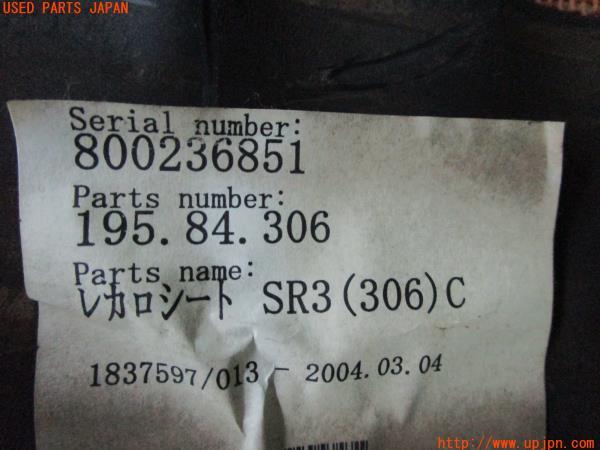 USED PARTS JAPAN
Serial number:
800236851
Parts number:
195.84.306
Parts name:
レカロシート SR3(306)C
1837597/013 - 2004.03.04
http://www.upjpn.com/